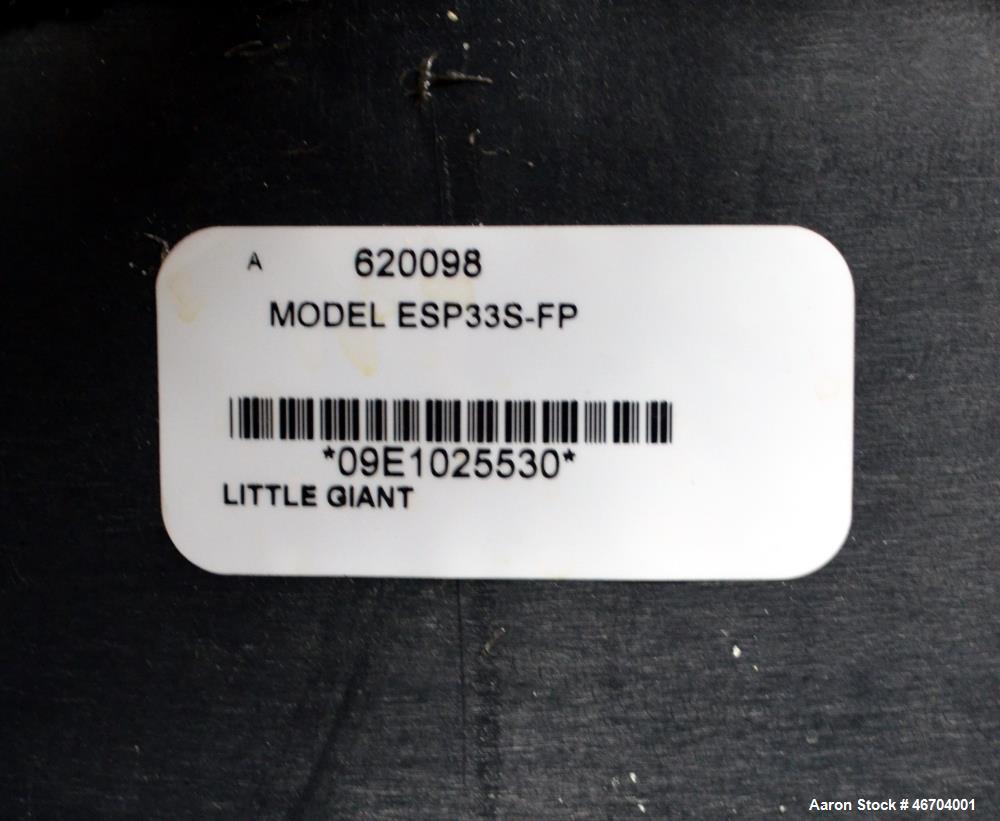 A 620098
MODEL ESP33S-FP
*09E1025530*
LITTLE GIANT
Aaron Stock # 46704001